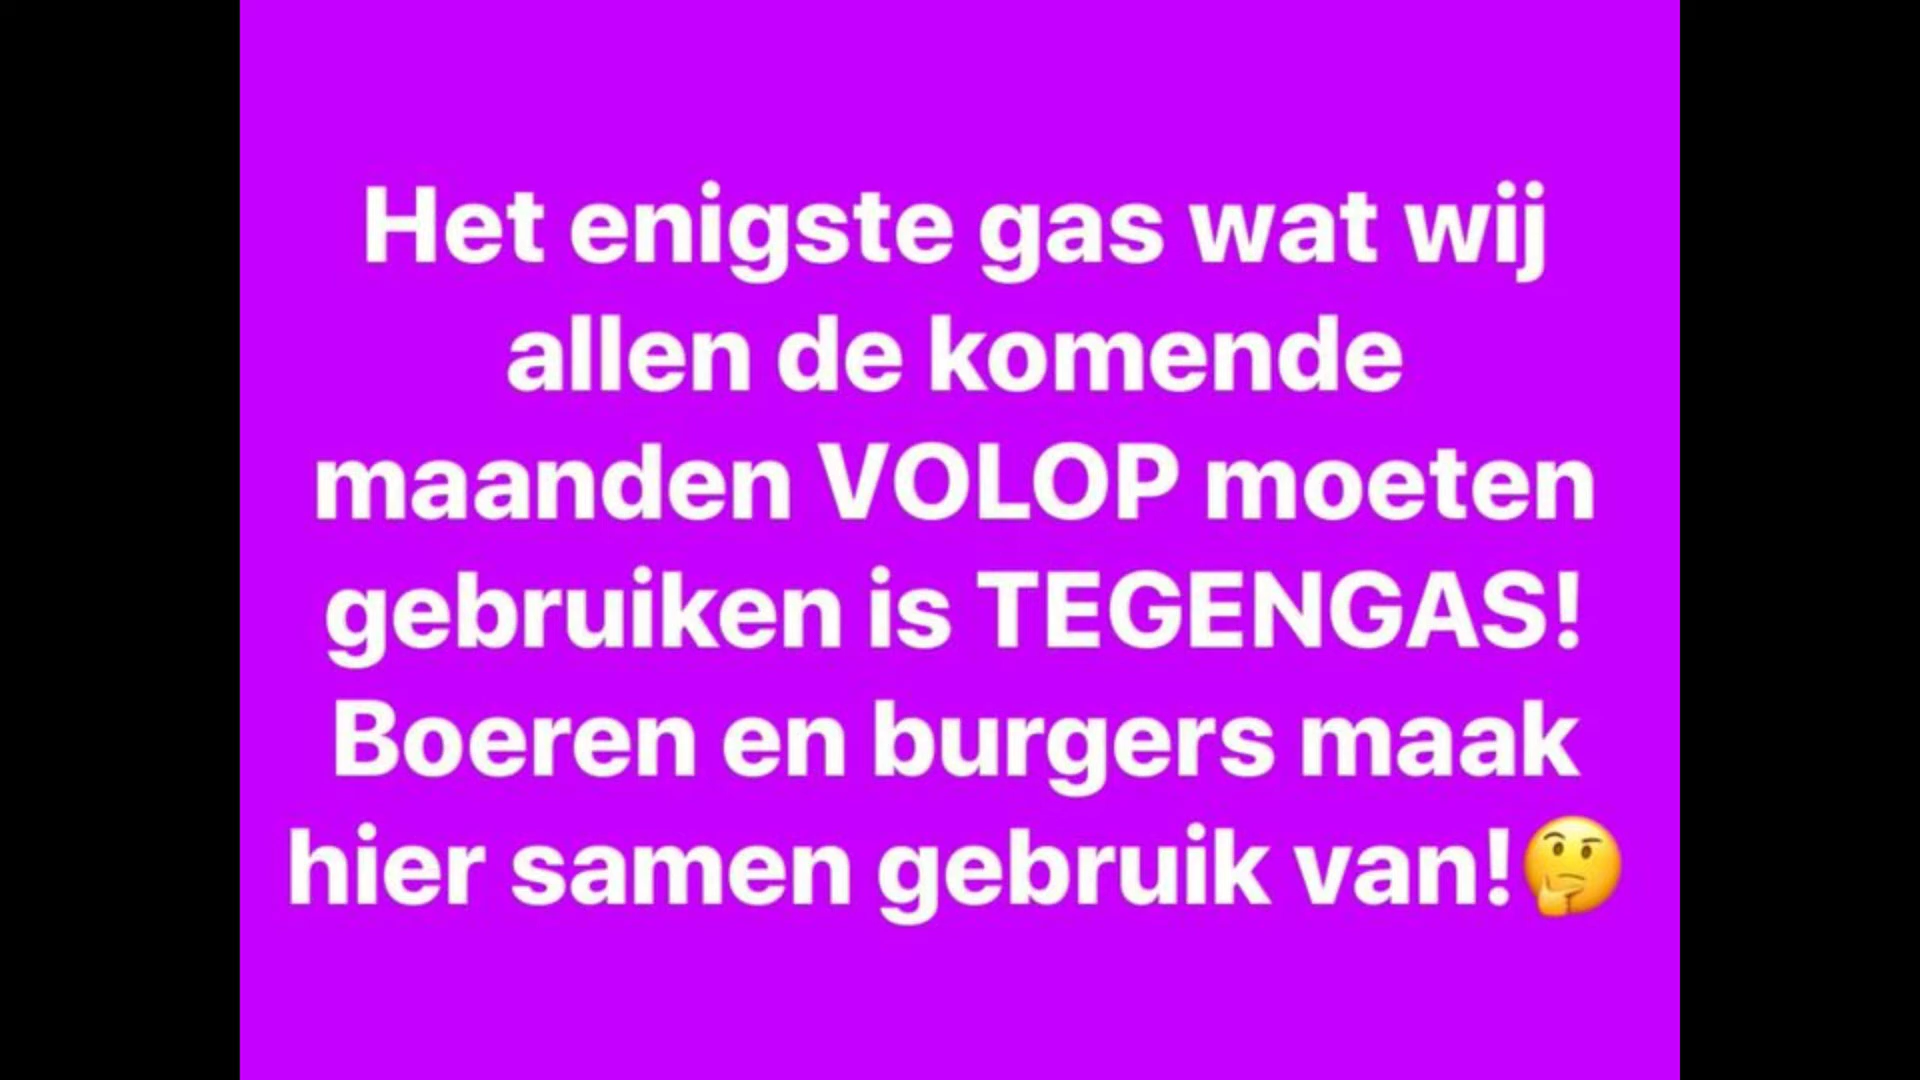 Het enigste gas wat wij
allen de komende
maanden VOLOP moeten
gebruiken is TEGENGAS!
Boeren en burgers maak
hier samen gebruik van!🤔